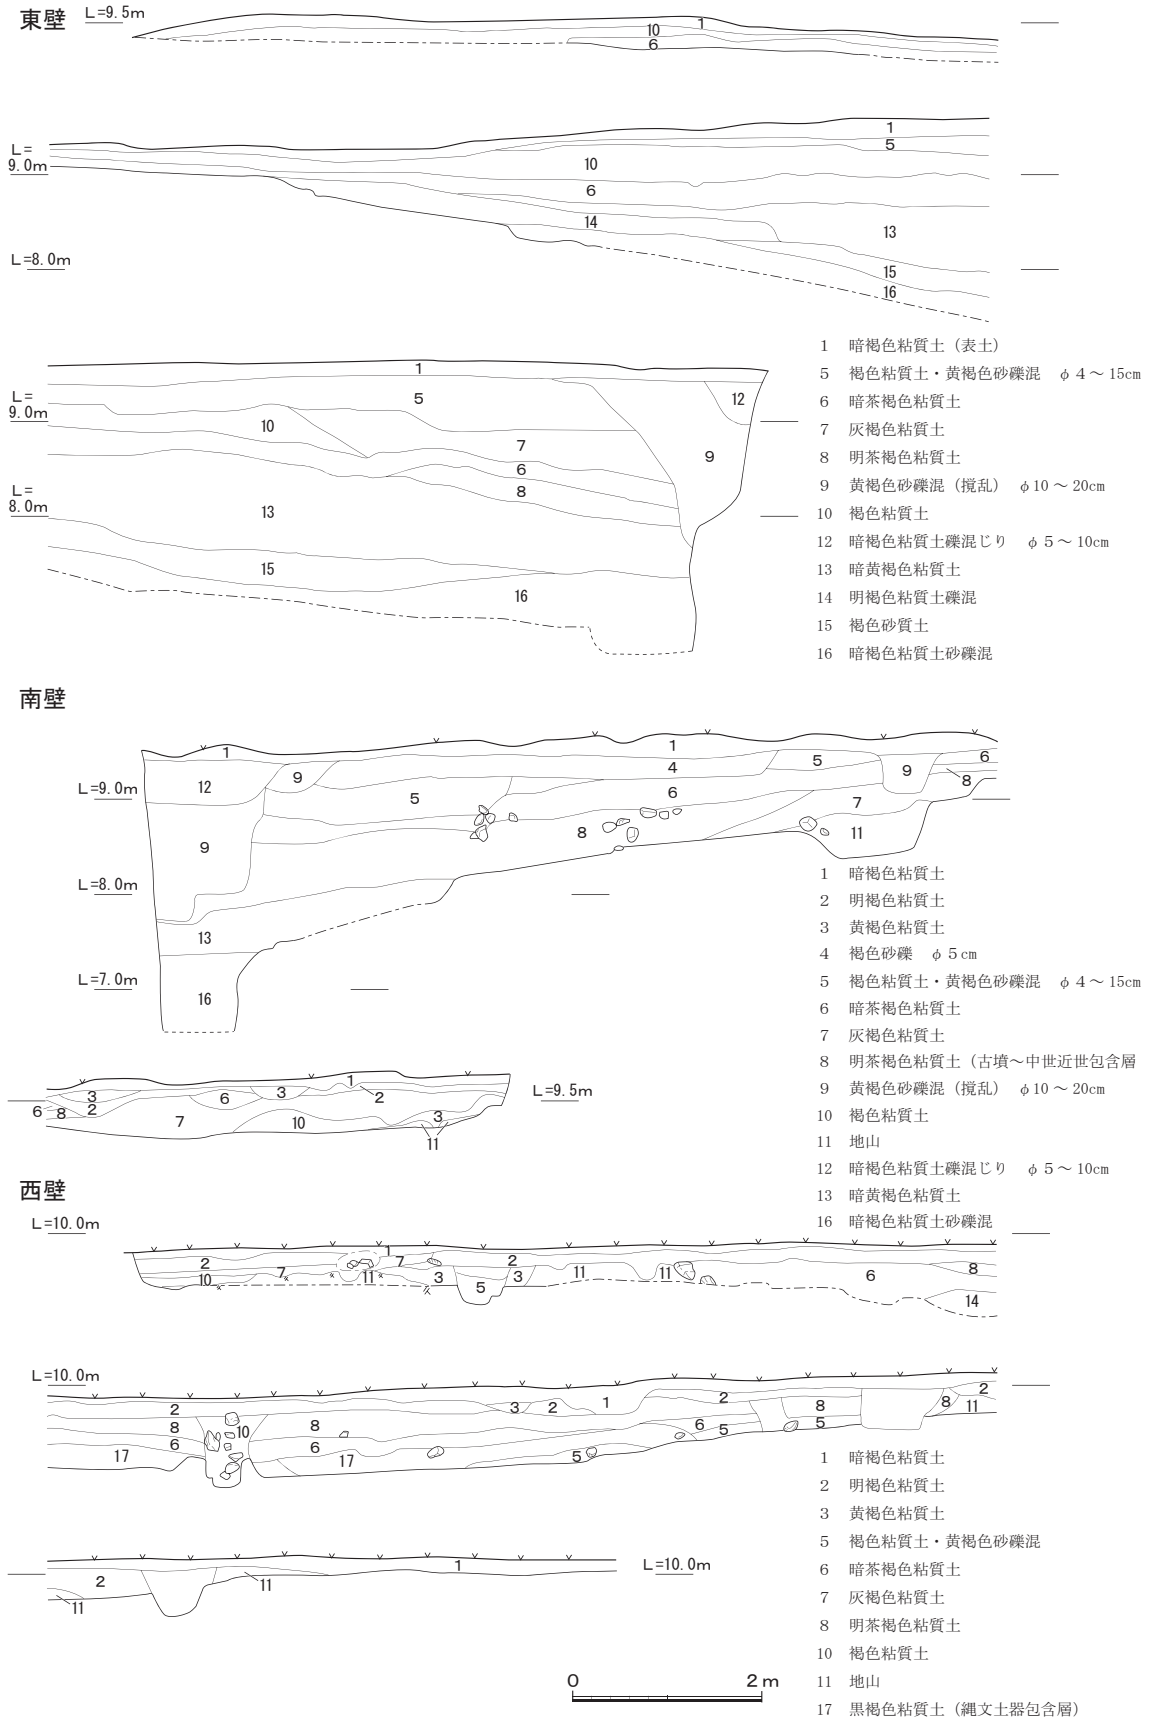 東壁
L=9.5m
1
10
6
L=
9.0m
1
5
10
6
14
13
L=8.0m
15
16
1
L=
9.0m
5
12
10
7
9
6
L=
8.0m
8
13
15
16
1 暗褐色粘質土（表土）
5 褐色粘質土・黄褐色砂礫混 φ４～15cm
6 暗茶褐色粘質土
7 灰褐色粘質土
8 明茶褐色粘質土
9 黄褐色砂礫混（撹乱） φ10～20cm
10 褐色粘質土
12 暗褐色粘質土礫混じり φ５～10cm
13 暗黄褐色粘質土
14 明褐色粘質土礫混
15 褐色砂質土
16 暗褐色粘質土砂礫混
南壁
1
1
4
5
6
9
9
8
L=9.0m
12
5
6
7
8
11
9
L=8.0m
13
L=7.0m
16
1 暗褐色粘質土
2 明褐色粘質土
3 黄褐色粘質土
4 褐色砂礫 φ５cm
5 褐色粘質土・黄褐色砂礫混 φ４～15cm
6 暗茶褐色粘質土
7 灰褐色粘質土
8 明茶褐色粘質土（古墳～中世近世包含層
9 黄褐色砂礫混（撹乱） φ10～20cm
10 褐色粘質土
11 地山
12 暗褐色粘質土礫混じり φ５～10cm
13 暗黄褐色粘質土
16 暗褐色粘質土砂礫混
1
3
6
3
2
L=9.5m
6
8
2
7
10
3
11
西壁
L=10.0m
1
2
7
2
10
7
11
3
5
3
11
11
6
8
14
L=10.0m
2
3
2
1
2
8
8
2
11
8
10
8
6
5
5
6
6
17
17
5
1 暗褐色粘質土
2 明褐色粘質土
3 黄褐色粘質土
5 褐色粘質土・黄褐色砂礫混
6 暗茶褐色粘質土
7 灰褐色粘質土
8 明茶褐色粘質土
10 褐色粘質土
11 地山
17 黒褐色粘質土（縄文土器包含層）
1
L=10.0m
2
11
11
0
2m